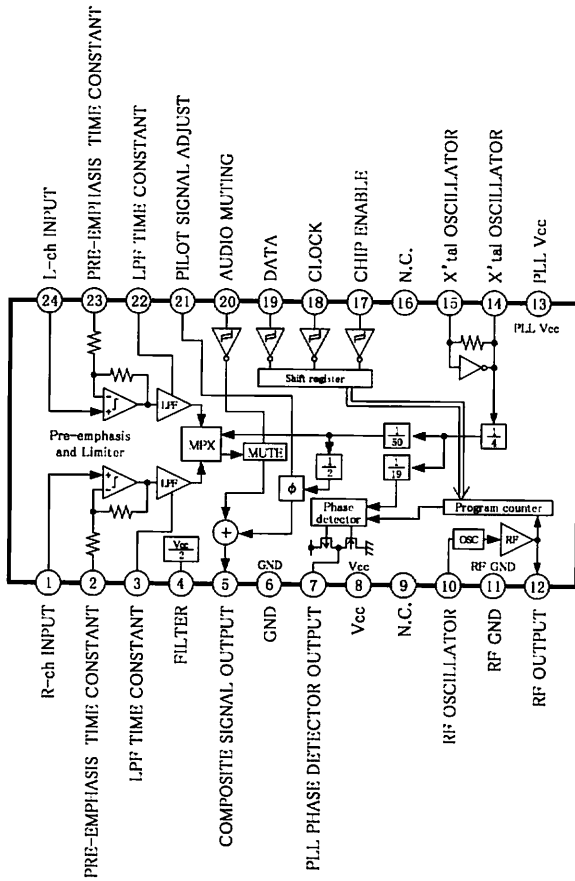 L-ch INPUT
PRE-EMPHASIS TIME CONSTANT
LPF TIME CONSTANT
PILOT SIGNAL ADJUST
AUDIO MUTING
DATA
CLOCK
CHIP ENABLE
N.C.
X'tal OSCILLATOR
X'tal OSCILLATOR
PLL Vcc
24
23
22
21
20
19
18
17
16
15
14
13
PLL Vcc
Shift register
LPF
Pre-emphasis
and Limiter
MPX
MUTE
1/50
1/4
1/2
1/19
LPF
ϕ
Phase
detector
Program counter
Vcc/2
+
OSC
RF
GND
Vcc
RF GND
1
2
3
4
5
6
7
8
9
10
11
12
R-ch INPUT
PRE-EMPHASIS TIME CONSTANT
LPF TIME CONSTANT
FILTER
COMPOSITE SIGNAL OUTPUT
GND
PLL PHASE DETECTOR OUTPUT
Vcc
N.C.
RF OSCILLATOR
RF GND
RF OUTPUT